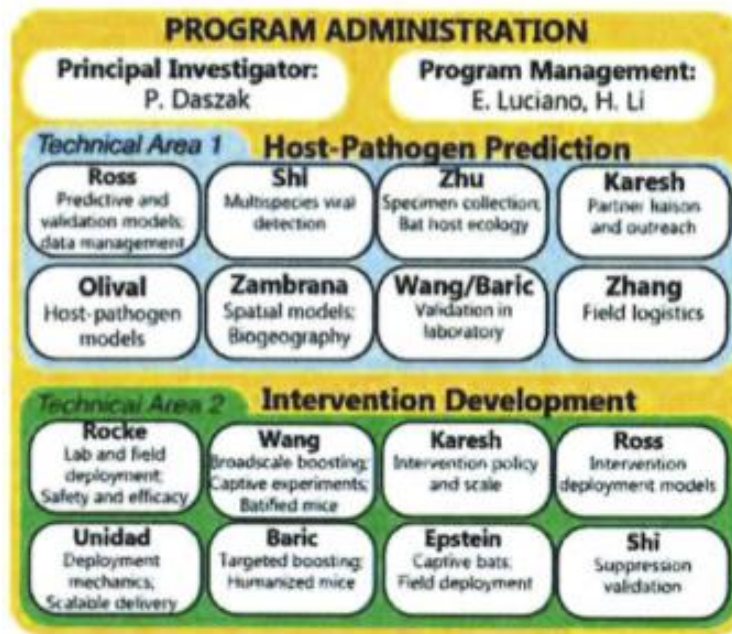 PROGRAM ADMINISTRATION
Principal Investigator:
P. Daszak
Program Management:
E. Luciano, H. Li
Technical Area 1
Host-Pathogen Prediction
Ross
Predictive and
validation models;
data management
Shi
Multispecies viral
detection
Zhu
Specimen collection;
Bat host ecology
Karesh
Partner liaison
and outreach
Olival
Host-pathogen
models
Zambrana
Spatial models;
Biogeography
Wang/Baric
Validation in
laboratory
Zhang
Field logistics
Technical Area 2
Intervention Development
Rocke
Lab and field
deployment;
Safety and efficacy
Wang
Broadscale boosting;
Captive experiments;
Batified mice
Karesh
Intervention policy
and scale
Ross
Intervention
deployment models
Unidad
Deployment
mechanics;
Scalable delivery
Baric
Targeted boosting;
Humanized mice
Epstein
Captive bats;
Field deployment
Shi
Suppression
validation